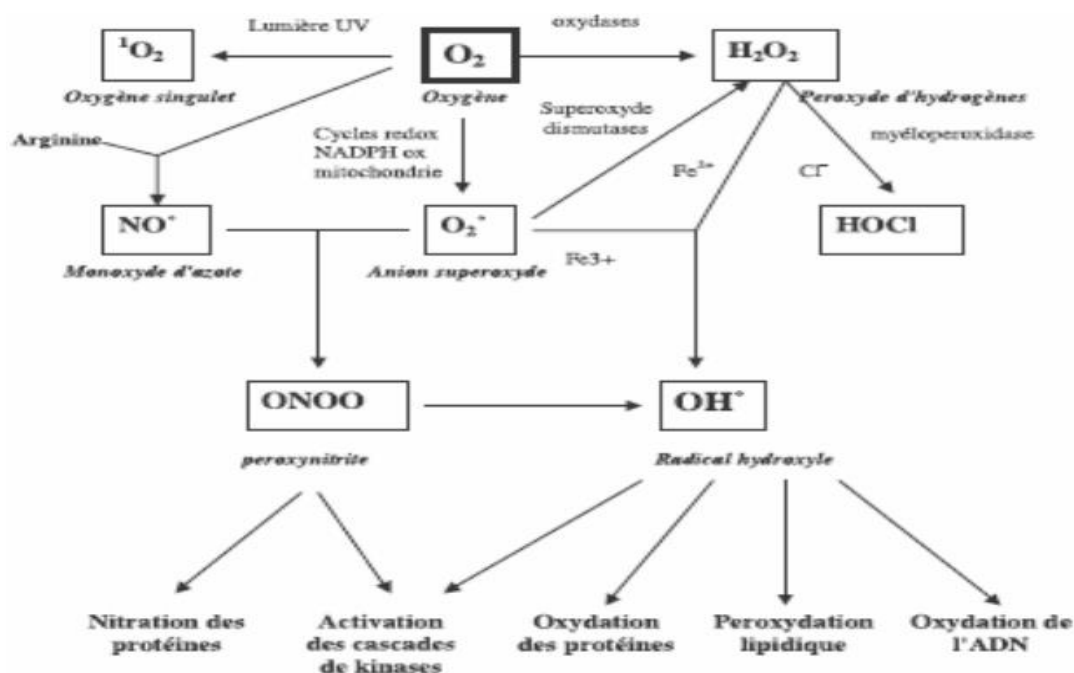 Lumière UV
oxydases
¹O₂
O₂
H₂O₂
Oxygène singulet
Oxygène
Peroxyde d'hydrogènes
Arginine
Cycles redox
NADPH ox
mitochondrie
Superoxyde
dismutases
myéloperoxidase
Fe²⁺
Cl⁻
NO°
O₂°
HOCl
Monoxyde d'azote
Anion superoxyde
Fe3+
ONOO
OH°
peroxynitrite
Radical hydroxyle
Nitration des
protéines
Activation
des cascades
de kinases
Oxydation
des protéines
Peroxydation
lipidique
Oxydation de
l'ADN